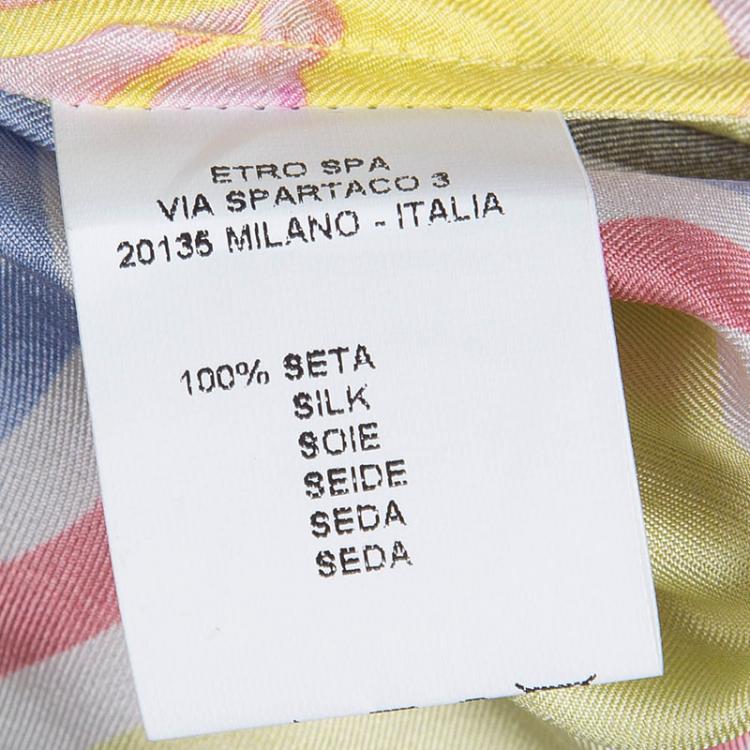 ETRO SPA
VIA SPARTACO 3
20135 MILANO - ITALIA
100% SETA
SILK
SOIE
SEIDE
SEDA
SEDA